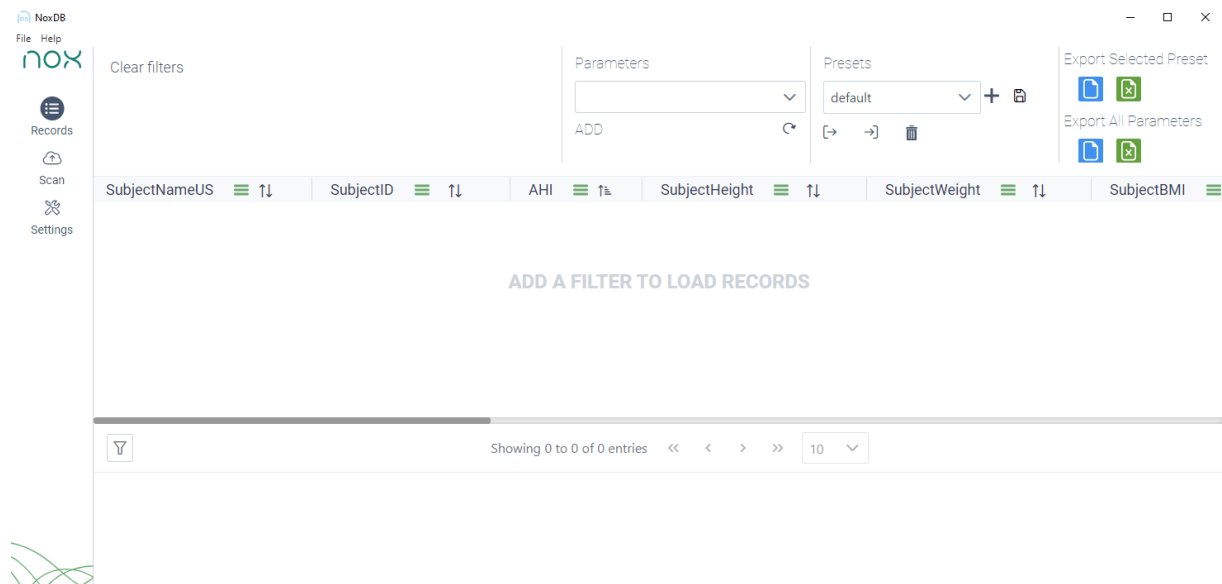 NoxDB
File Help
nox
Records
Scan
Settings
Clear filters
Parameters
ADD
Presets
default
Export Selected Preset
Export All Parameters
SubjectNameUS SubjectID AHI SubjectHeight SubjectWeight SubjectBMI
ADD A FILTER TO LOAD RECORDS
Showing 0 to 0 of 0 entries << < > >> 10